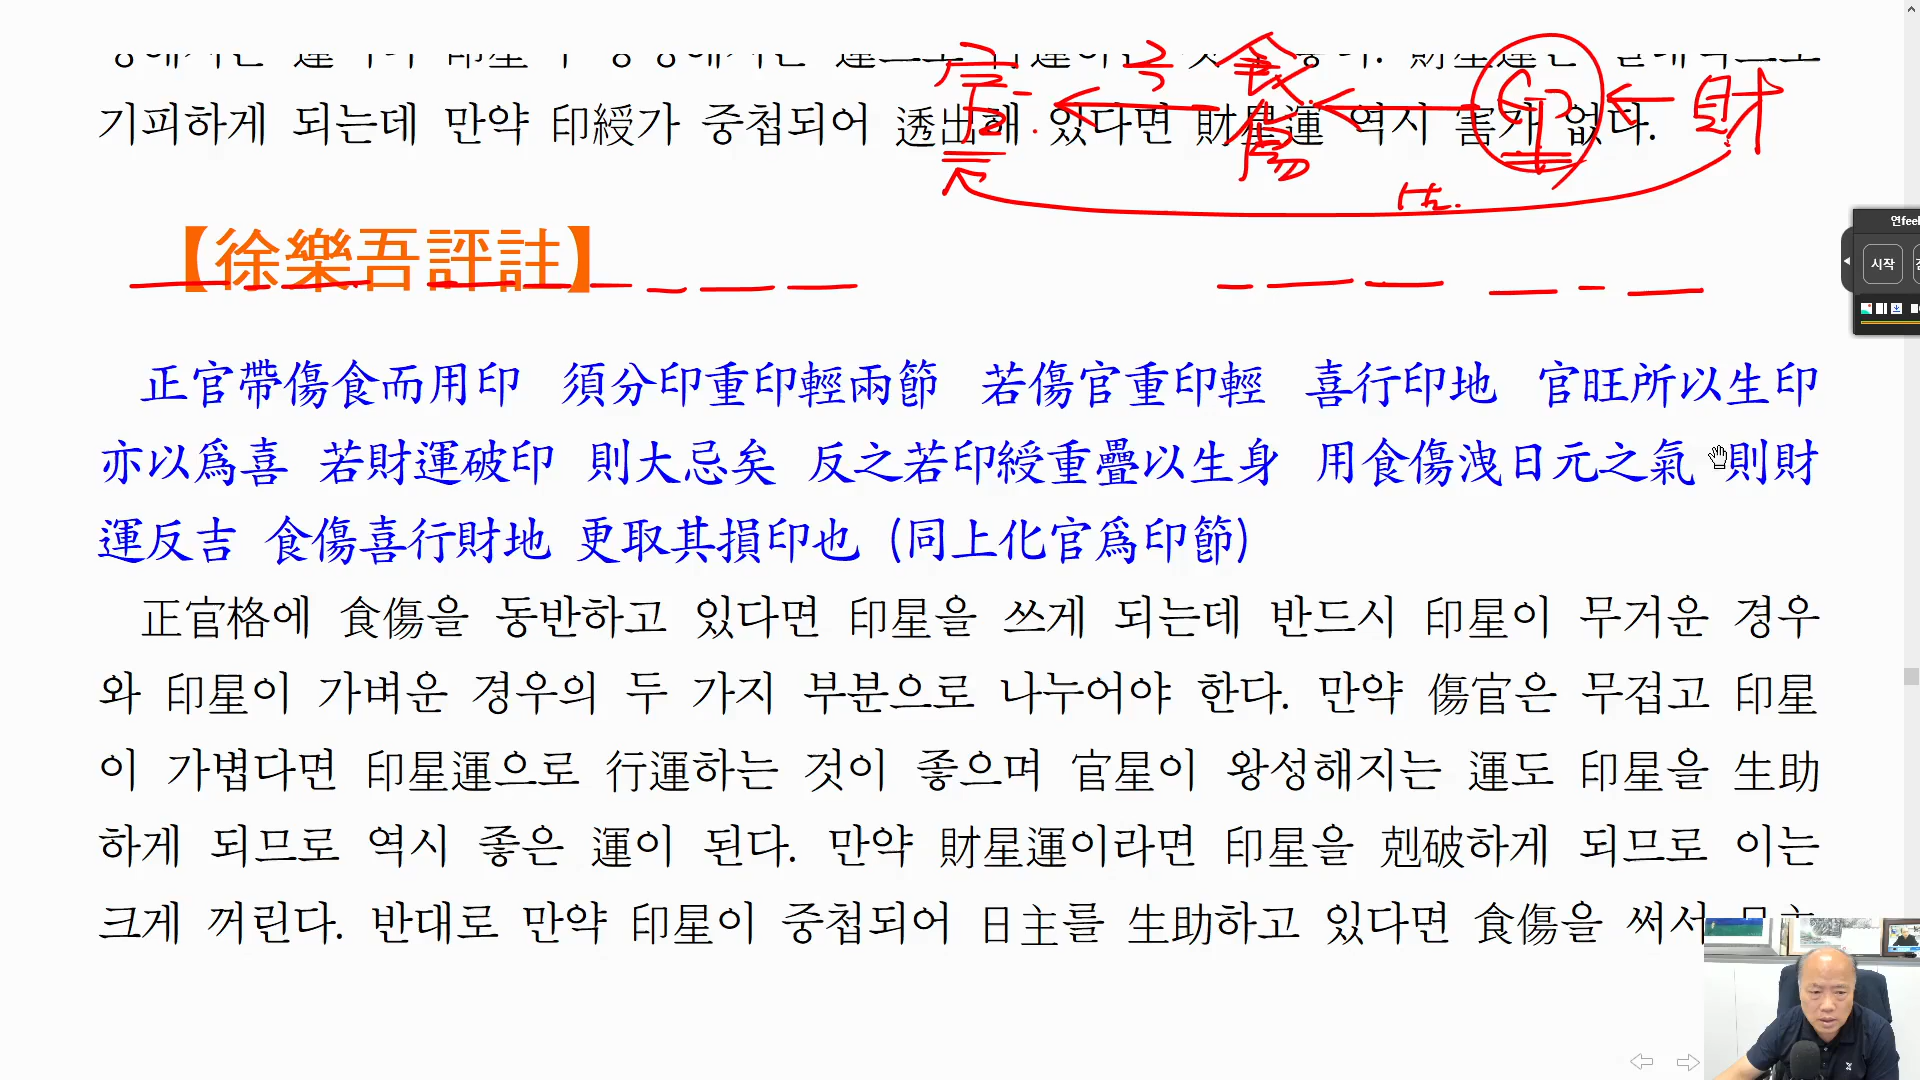 기피하게 되는데 만약 印綬가 중첩되어 透出해 있다면 財星運 역시 害가 없다.
官 극 食傷 印 財
生
【徐樂吾評註】
연feel
시작
正官帶傷食而用印 須分印重印輕兩節 若傷官重印輕 喜行印地 官旺所以生印
亦以爲喜 若財運破印 則大忌矣 反之若印綬重疊以生身 用食傷洩日元之氣 則財
運反吉 食傷喜行財地 更取其損印也 (同上化官爲印節)
正官格에 食傷을 동반하고 있다면 印星을 쓰게 되는데 반드시 印星이 무거운 경우
와 印星이 가벼운 경우의 두 가지 부분으로 나누어야 한다. 만약 傷官은 무겁고 印星
이 가볍다면 印星運으로 行運하는 것이 좋으며 官星이 왕성해지는 運도 印星을 生助
하게 되므로 역시 좋은 運이 된다. 만약 財星運이라면 印星을 剋破하게 되므로 이는
크게 꺼린다. 반대로 만약 印星이 중첩되어 日主를 生助하고 있다면 食傷을 써서